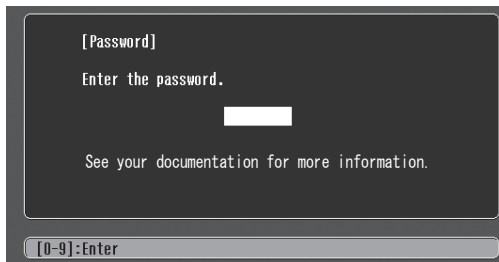 [Password]
Enter the password.
See your documentation for more information.
[0-9]:Enter